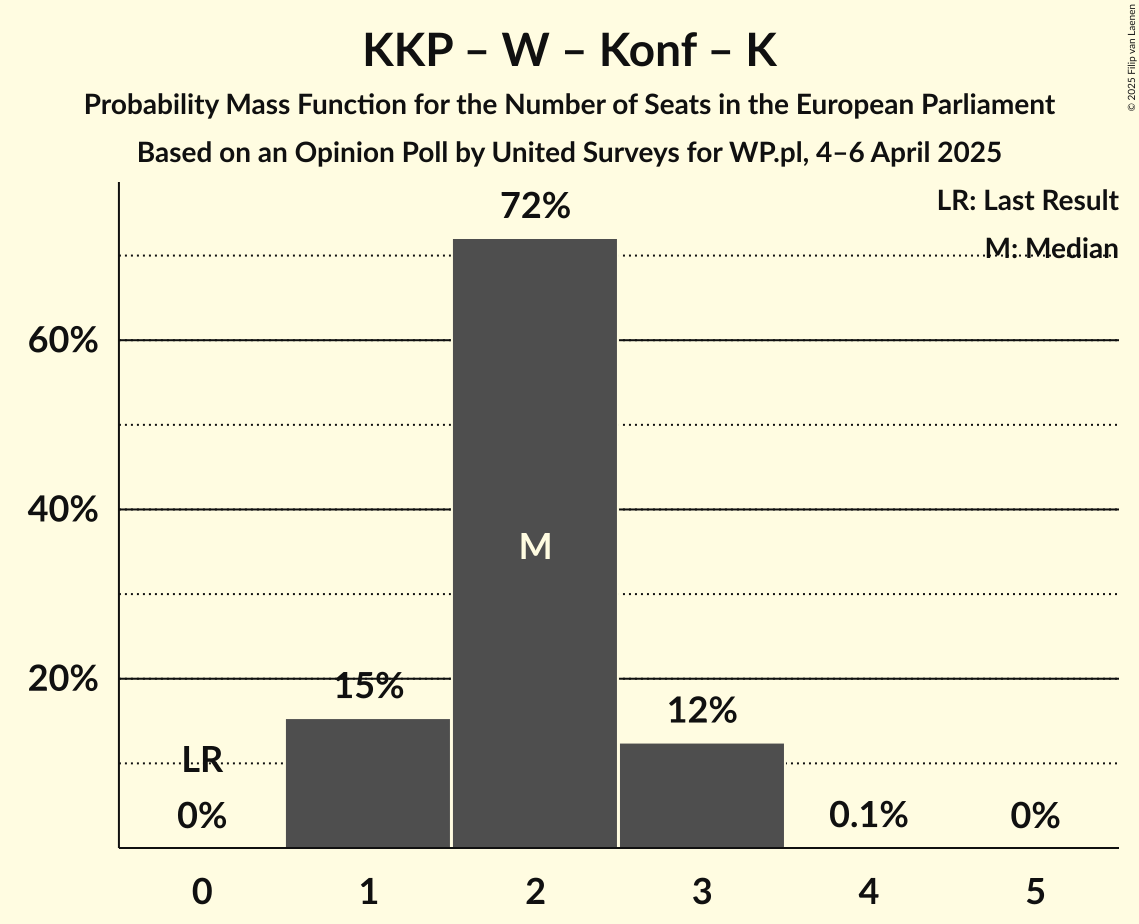 KKP – W – Konf – K
Probability Mass Function for the Number of Seats in the European Parliament
Based on an Opinion Poll by United Surveys for WP.pl, 4–6 April 2025
© 2025 Filip van Laenen
LR: Last Result
M: Median
72%
60%
40%
M
20%
15%
12%
LR
0%
0.1%
0%
0 1 2 3 4 5